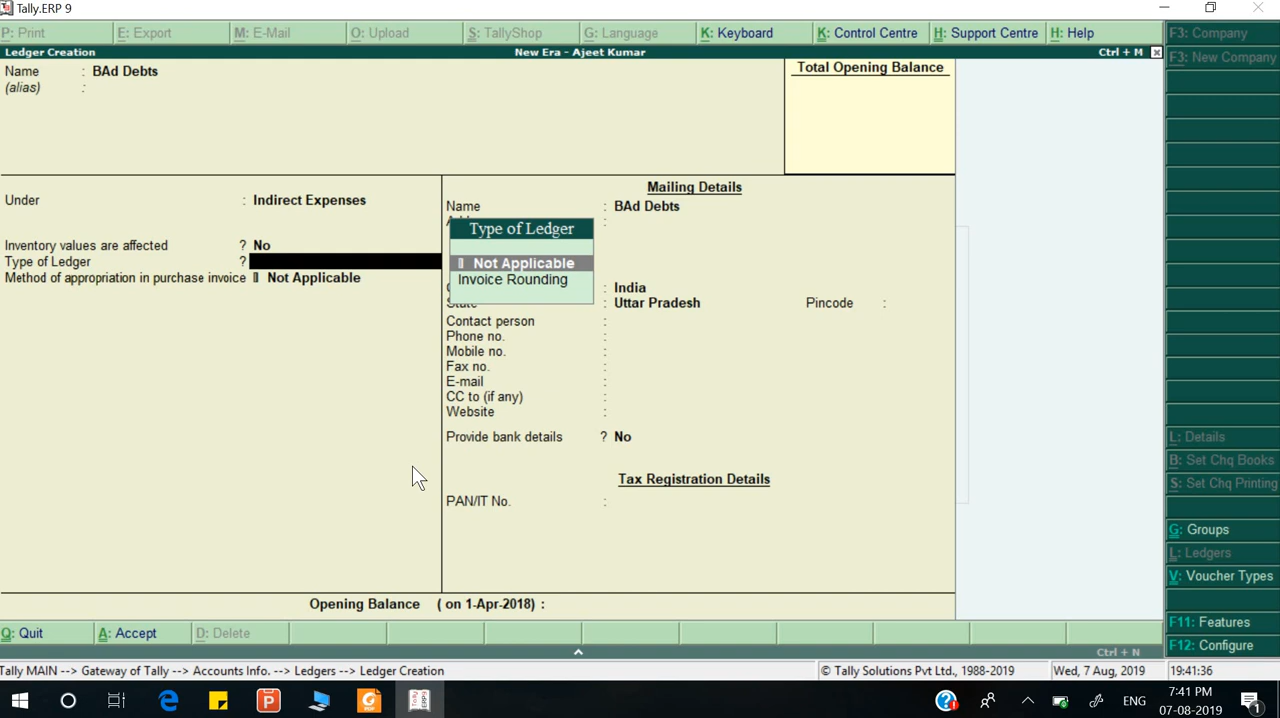 Tally.ERP 9
P: Print E: Export M: E-Mail O: Upload S: TallyShop G: Language K: Keyboard K: Control Centre H: Support Centre H: Help
Ledger Creation New Era - Ajeet Kumar Ctrl + M
Name : BAd Debts
(alias) :
Total Opening Balance
Under : Indirect Expenses
Inventory values are affected ? No
Type of Ledger ?
Method of appropriation in purchase invoice Not Applicable
Mailing Details
Name : BAd Debts
:
Type of Ledger
Not Applicable
Invoice Rounding
: India
State : Uttar Pradesh Pincode :
Contact person :
Phone no. :
Mobile no. :
Fax no. :
E-mail :
CC to (if any) :
Website :
Provide bank details ? No
Tax Registration Details
PAN/IT No. :
Opening Balance ( on 1-Apr-2018) :
F3: Company
F3: New Company
L: Details
B: Set Chq Books
S: Set Chq Printing
G: Groups
L: Ledgers
V: Voucher Types
F11: Features
F12: Configure
Q: Quit A: Accept D: Delete
Ctrl + N
Tally MAIN --> Gateway of Tally --> Accounts Info. --> Ledgers --> Ledger Creation © Tally Solutions Pvt Ltd., 1988-2019 Wed, 7 Aug, 2019 19:41:36
ENG 7:41 PM
07-08-2019